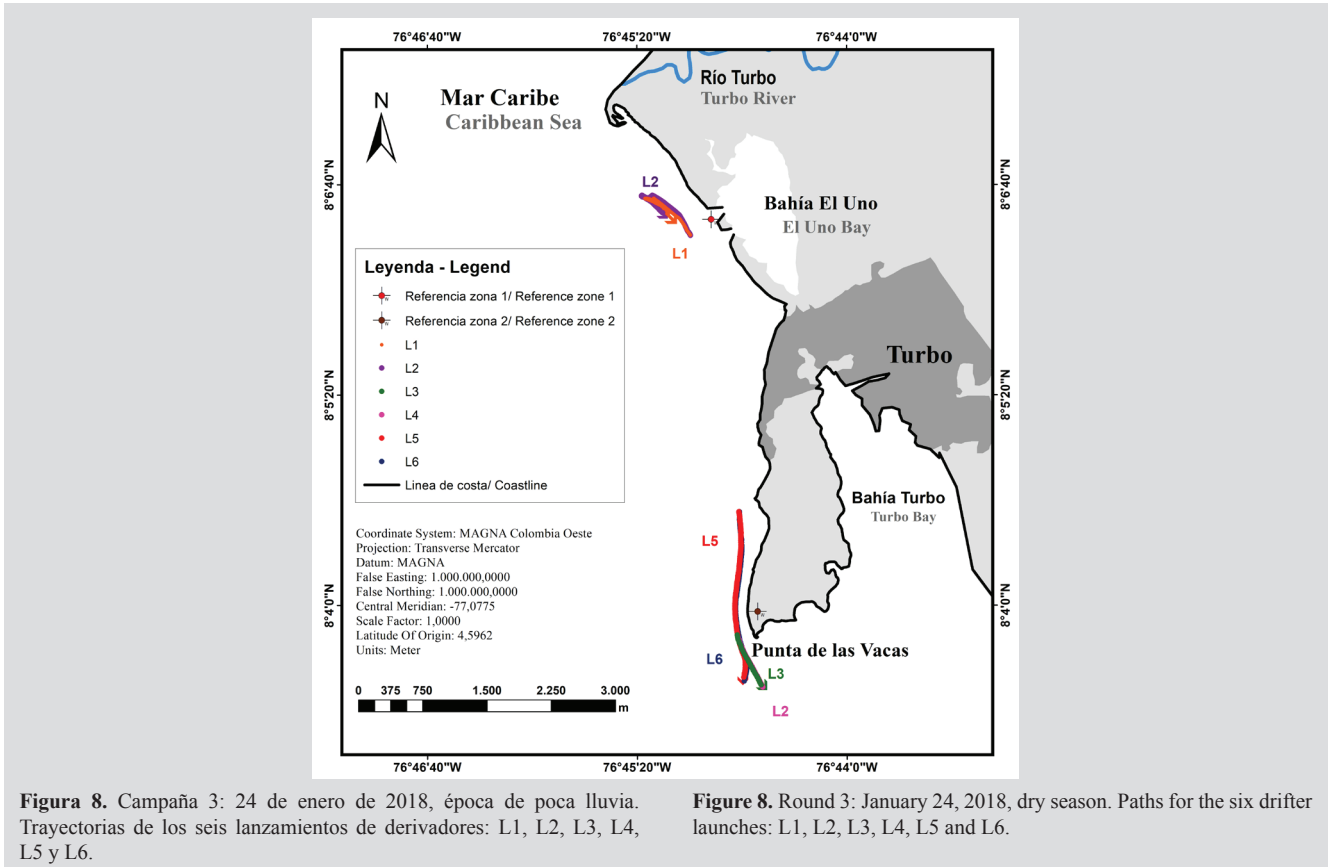 76°46'40"W 76°45'20"W 76°44'0"W
Río Turbo
Turbo River
Mar Caribe
Caribbean Sea
N
8°6'40"N 8°6'40"N
L2
Bahía El Uno
El Uno Bay
L1
Leyenda - Legend
Referencia zona 1/ Reference zone 1
Referencia zona 2/ Reference zone 2
L1
L2
L3
L4
L5
L6
Linea de costa/ Coastline
Turbo
8°5'20"N 8°5'20"N
Bahía Turbo
Turbo Bay
L5
Coordinate System: MAGNA Colombia Oeste
Projection: Transverse Mercator
Datum: MAGNA
False Easting: 1.000.000,0000
False Northing: 1.000.000,0000
Central Meridian: -77,0775
Scale Factor: 1,0000
Latitude Of Origin: 4,5962
Units: Meter
8°4'0"N 8°4'0"N
Punta de las Vacas
L6
L3
L2
0 375 750 1.500 2.250 3.000
m
76°46'40"W 76°45'20"W 76°44'0"W
Figura 8. Campaña 3: 24 de enero de 2018, época de poca lluvia.
Trayectorias de los seis lanzamientos de derivadores: L1, L2, L3, L4,
L5 y L6.
Figure 8. Round 3: January 24, 2018, dry season. Paths for the six drifter
launches: L1, L2, L3, L4, L5 and L6.